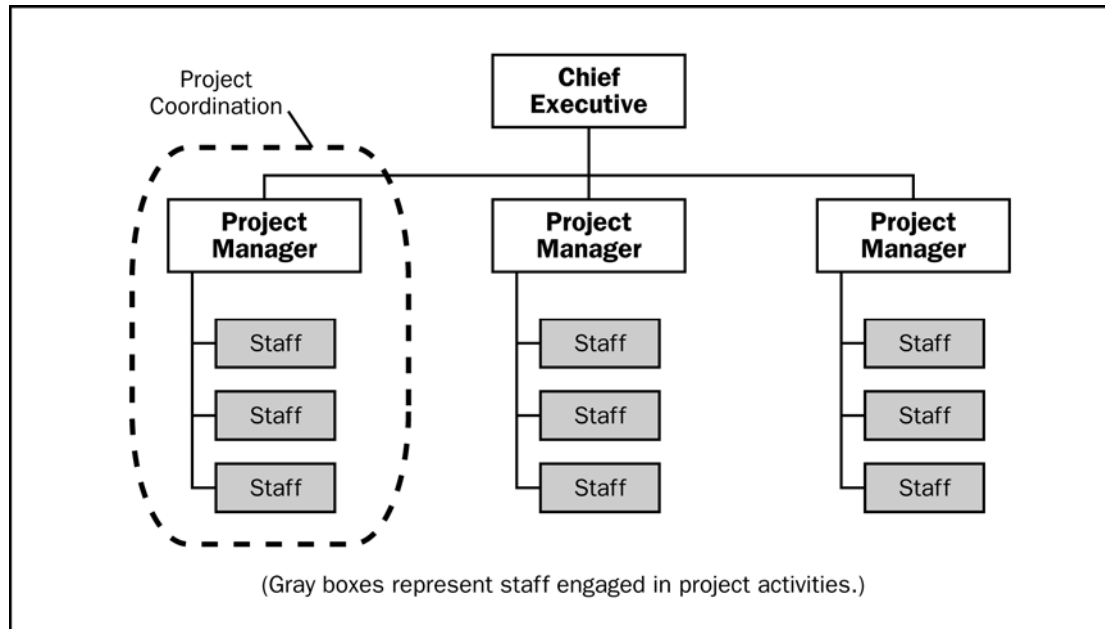 Project
Coordination
Chief
Executive
Project
Manager
Project
Manager
Project
Manager
Staff
Staff
Staff
Staff
Staff
Staff
Staff
Staff
Staff
(Gray boxes represent staff engaged in project activities.)